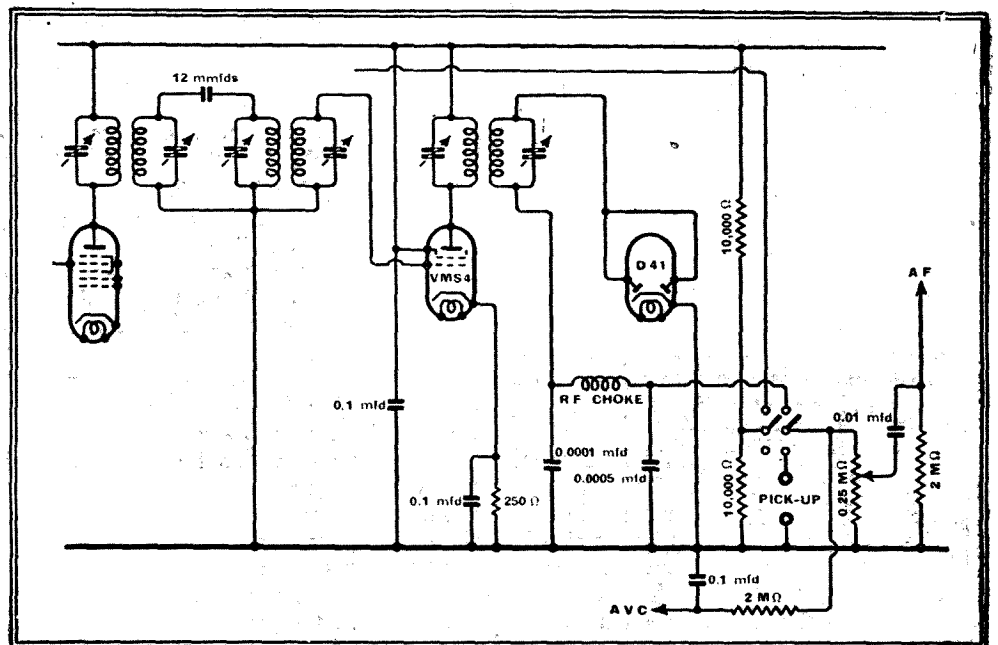 12 mmfds
VMS4
D41
10,000 Ω
AF
RF CHOKE
0.1 mfd
0.01 mfd
0.0001 mfd
0.0005 mfd
0.1 mfd
250 Ω
10,000 Ω
PICK-UP
0.25 MΩ
2 MΩ
0.1 mfd
2 MΩ
AVC